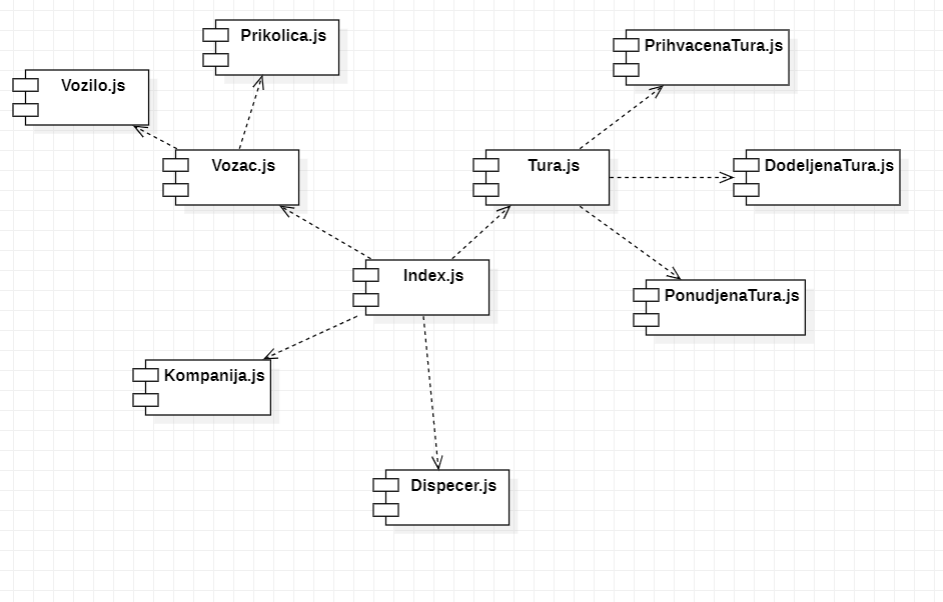 Prikolica.js
PrihvacenaTura.js
Vozilo.js
Vozac.js
Tura.js
DodeljenaTura.js
Index.js
PonudjenaTura.js
Kompanija.js
Dispecer.js